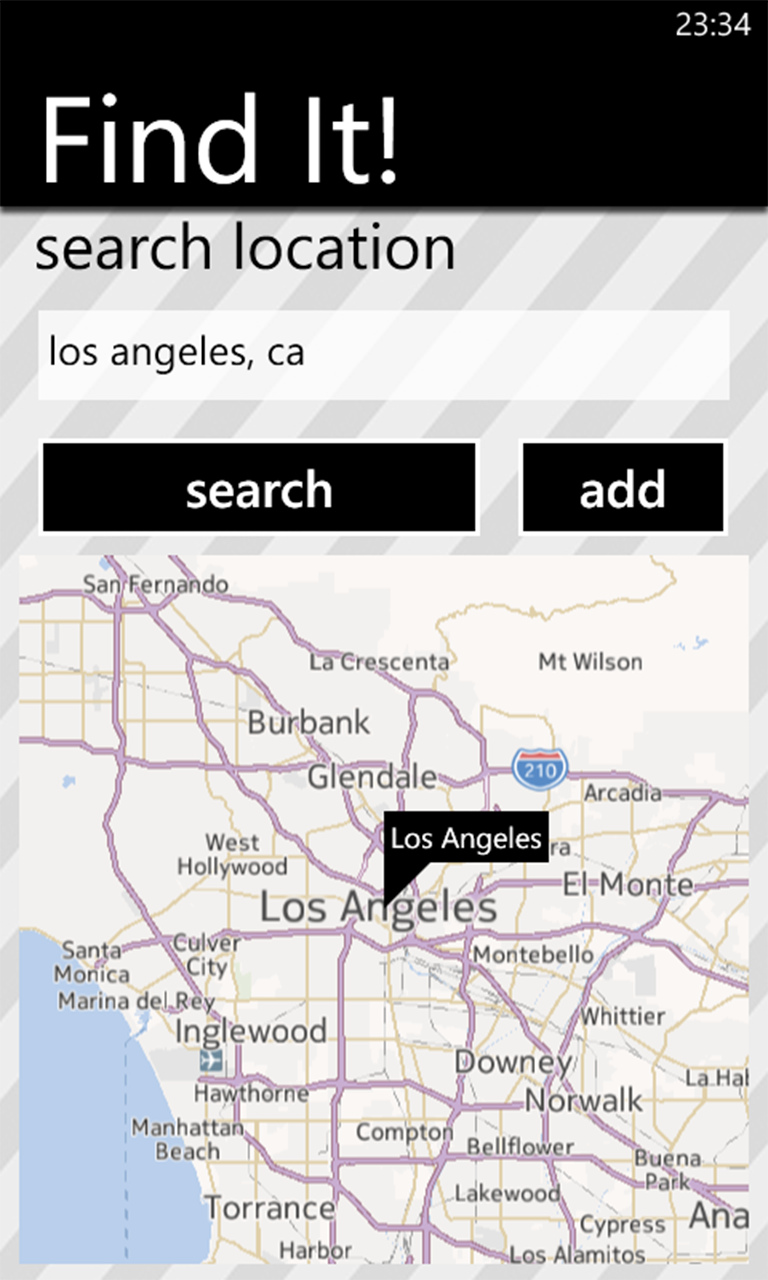 23:34
Find It!
search location
los angeles, ca
search
add
San Fernando
La Crescenta
Mt Wilson
Burbank
210
Glendale
Arcadia
Los Angeles
ra
West
Hollywood
El Monte
Los Angeles
Santa
Monica
Culver
City
Montebello
Marina del Rey
Whittier
Inglewood
Downey
La Hal
Hawthorne
Norwalk
Manhattan
Beach
Compton
Bellflower
Buena
Park
Lakewood
Torrance
Cypress
Ana
Harbor
Los Alamitos